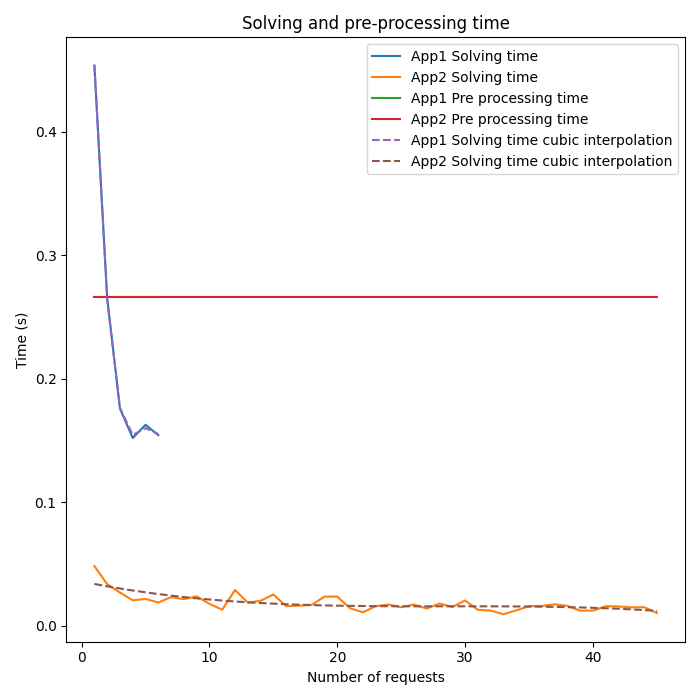 Solving and pre-processing time
App1 Solving time
App2 Solving time
App1 Pre processing time
App2 Pre processing time
App1 Solving time cubic interpolation
App2 Solving time cubic interpolation
Time (s)
0.4
0.3
0.2
0.1
0.0
0 10 20 30 40
Number of requests